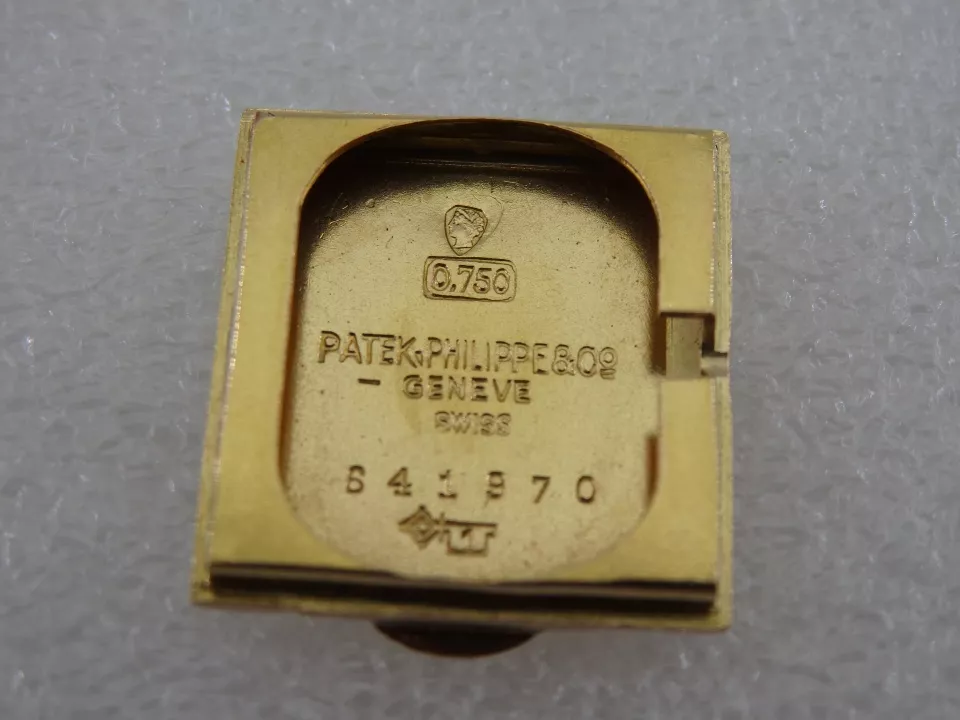 0,750
PATEK, PHILIPPE & Cº
– GENEVE
SWISS
641970